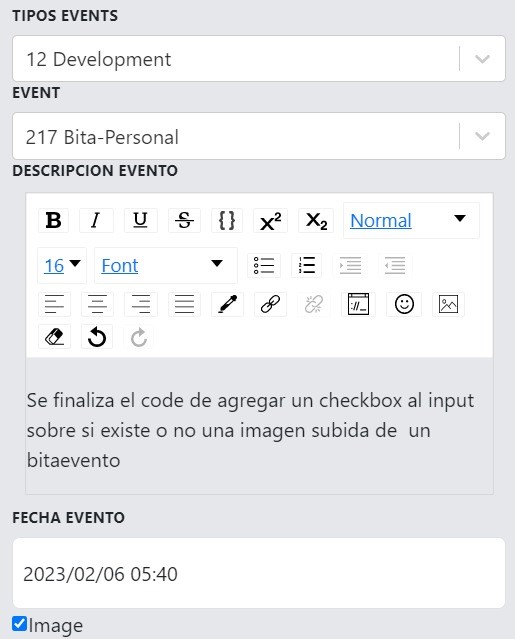 TIPOS EVENTS
12 Development
EVENT
217 Bita-Personal
DESCRIPCION EVENTO
B I U S {} X² X₂ Normal
16 Font
Se finaliza el code de agregar un checkbox al input
sobre si existe o no una imagen subida de un
bitaevento
FECHA EVENTO
2023/02/06 05:40
Image